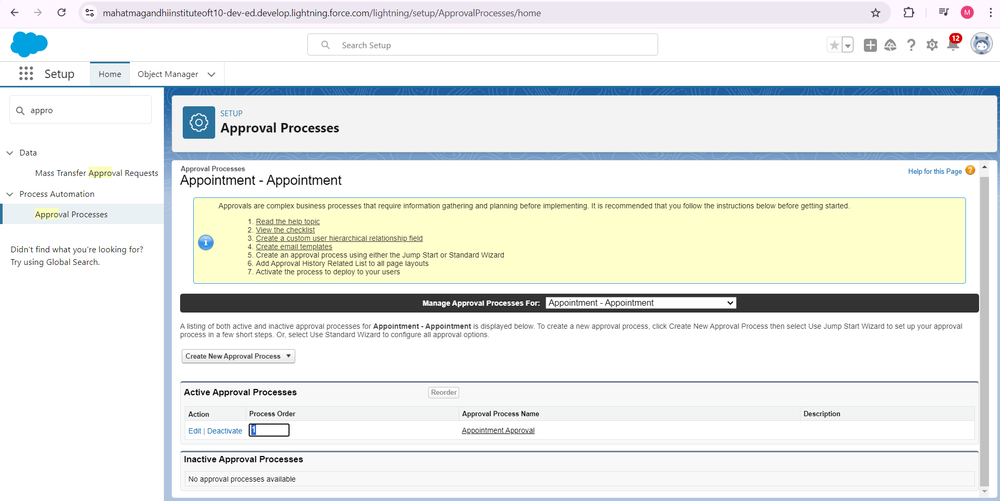 mahatmagandhiinstituteoft10-dev-ed.develop.lightning.force.com/lightning/setup/ApprovalProcesses/home
M
Search Setup
12
Setup
Home
Object Manager
appro
Data
Mass Transfer Approval Requests
Process Automation
Approval Processes
Didn't find what you're looking for?
Try using Global Search.
SETUP
Approval Processes
Approval Processes
Appointment - Appointment
Help for this Page ?
Approvals are complex business processes that require information gathering and planning before implementing. It is recommended that you follow the instructions below before getting started.
1. Read the help topic
2. View the checklist
3. Create a custom user hierarchical relationship field
4. Create email templates
5. Create an approval process using either the Jump Start or Standard Wizard
6. Add Approval History Related List to all page layouts
7. Activate the process to deploy to your users
Manage Approval Processes For: Appointment - Appointment
A listing of both active and inactive approval processes for Appointment - Appointment is displayed below. To create a new approval process, click Create New Approval Process then select Use Jump Start Wizard to set up your approval
process in a few short steps. Or, select Use Standard Wizard to configure all approval options.
Create New Approval Process
Active Approval Processes
Reorder
Action Process Order Approval Process Name Description
Edit | Deactivate 1 Appointment Approval
Inactive Approval Processes
No approval processes available